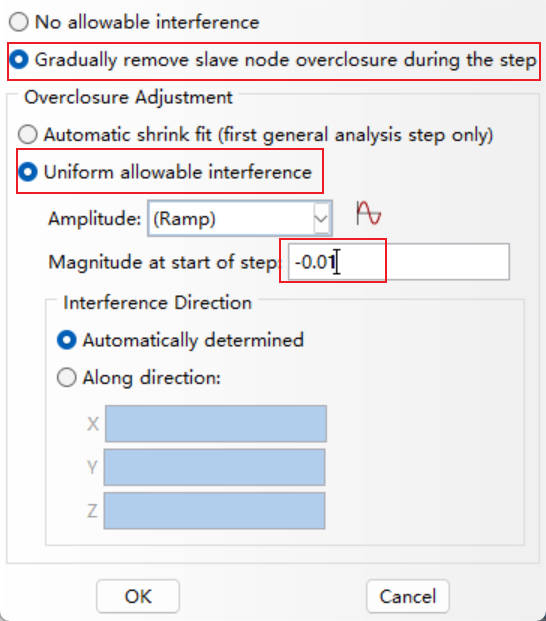 No allowable interference
Gradually remove slave node overclosure during the step
Overclosure Adjustment
Automatic shrink fit (first general analysis step only)
Uniform allowable interference
Amplitude: (Ramp)
Magnitude at start of step: -0.01
Interference Direction
Automatically determined
Along direction:
X
Y
Z
OK Cancel